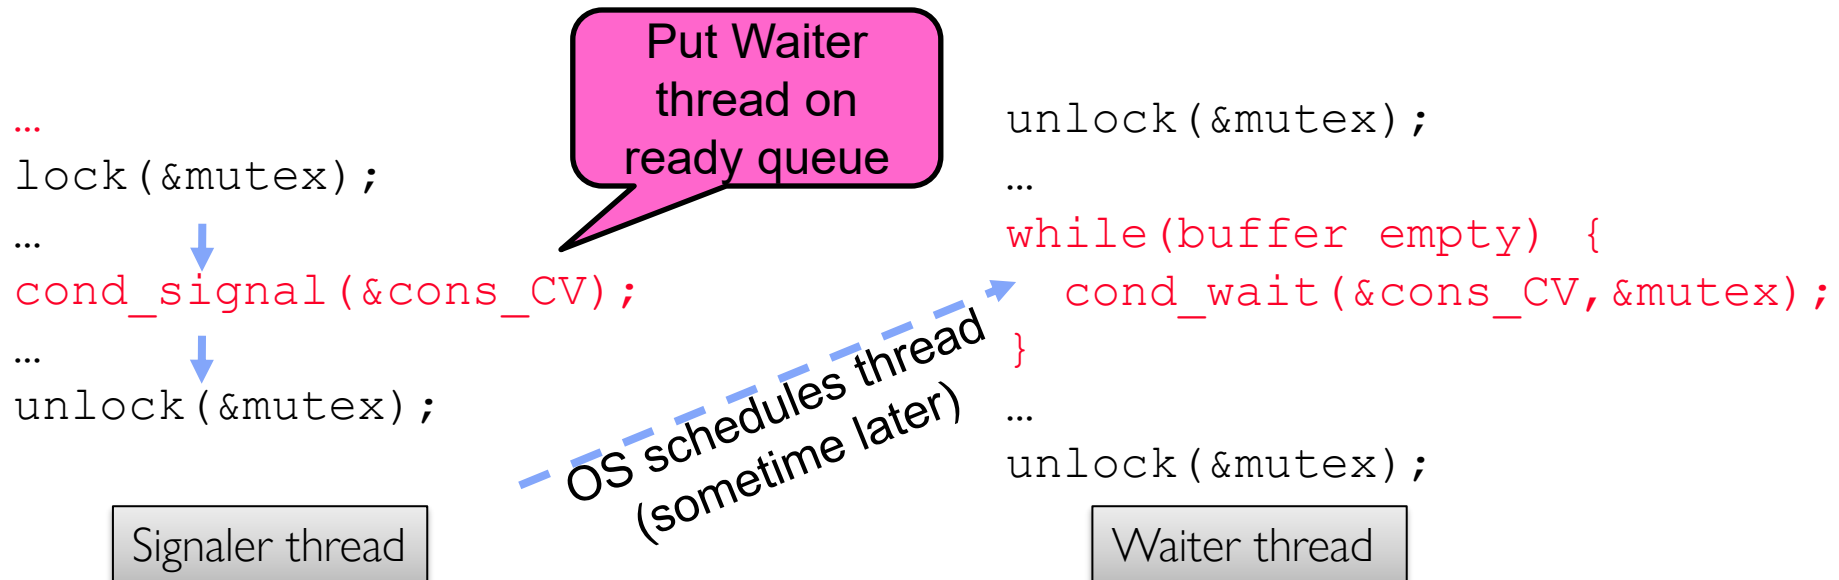 Put Waiter
thread on
ready queue
…
lock(&mutex);
…
cond_signal(&cons_CV);
…
unlock(&mutex);
OS schedules thread
(sometime later)
unlock(&mutex);
…
while(buffer empty) {
cond_wait(&cons_CV,&mutex);
}
…
unlock(&mutex);
Signaler thread
Waiter thread